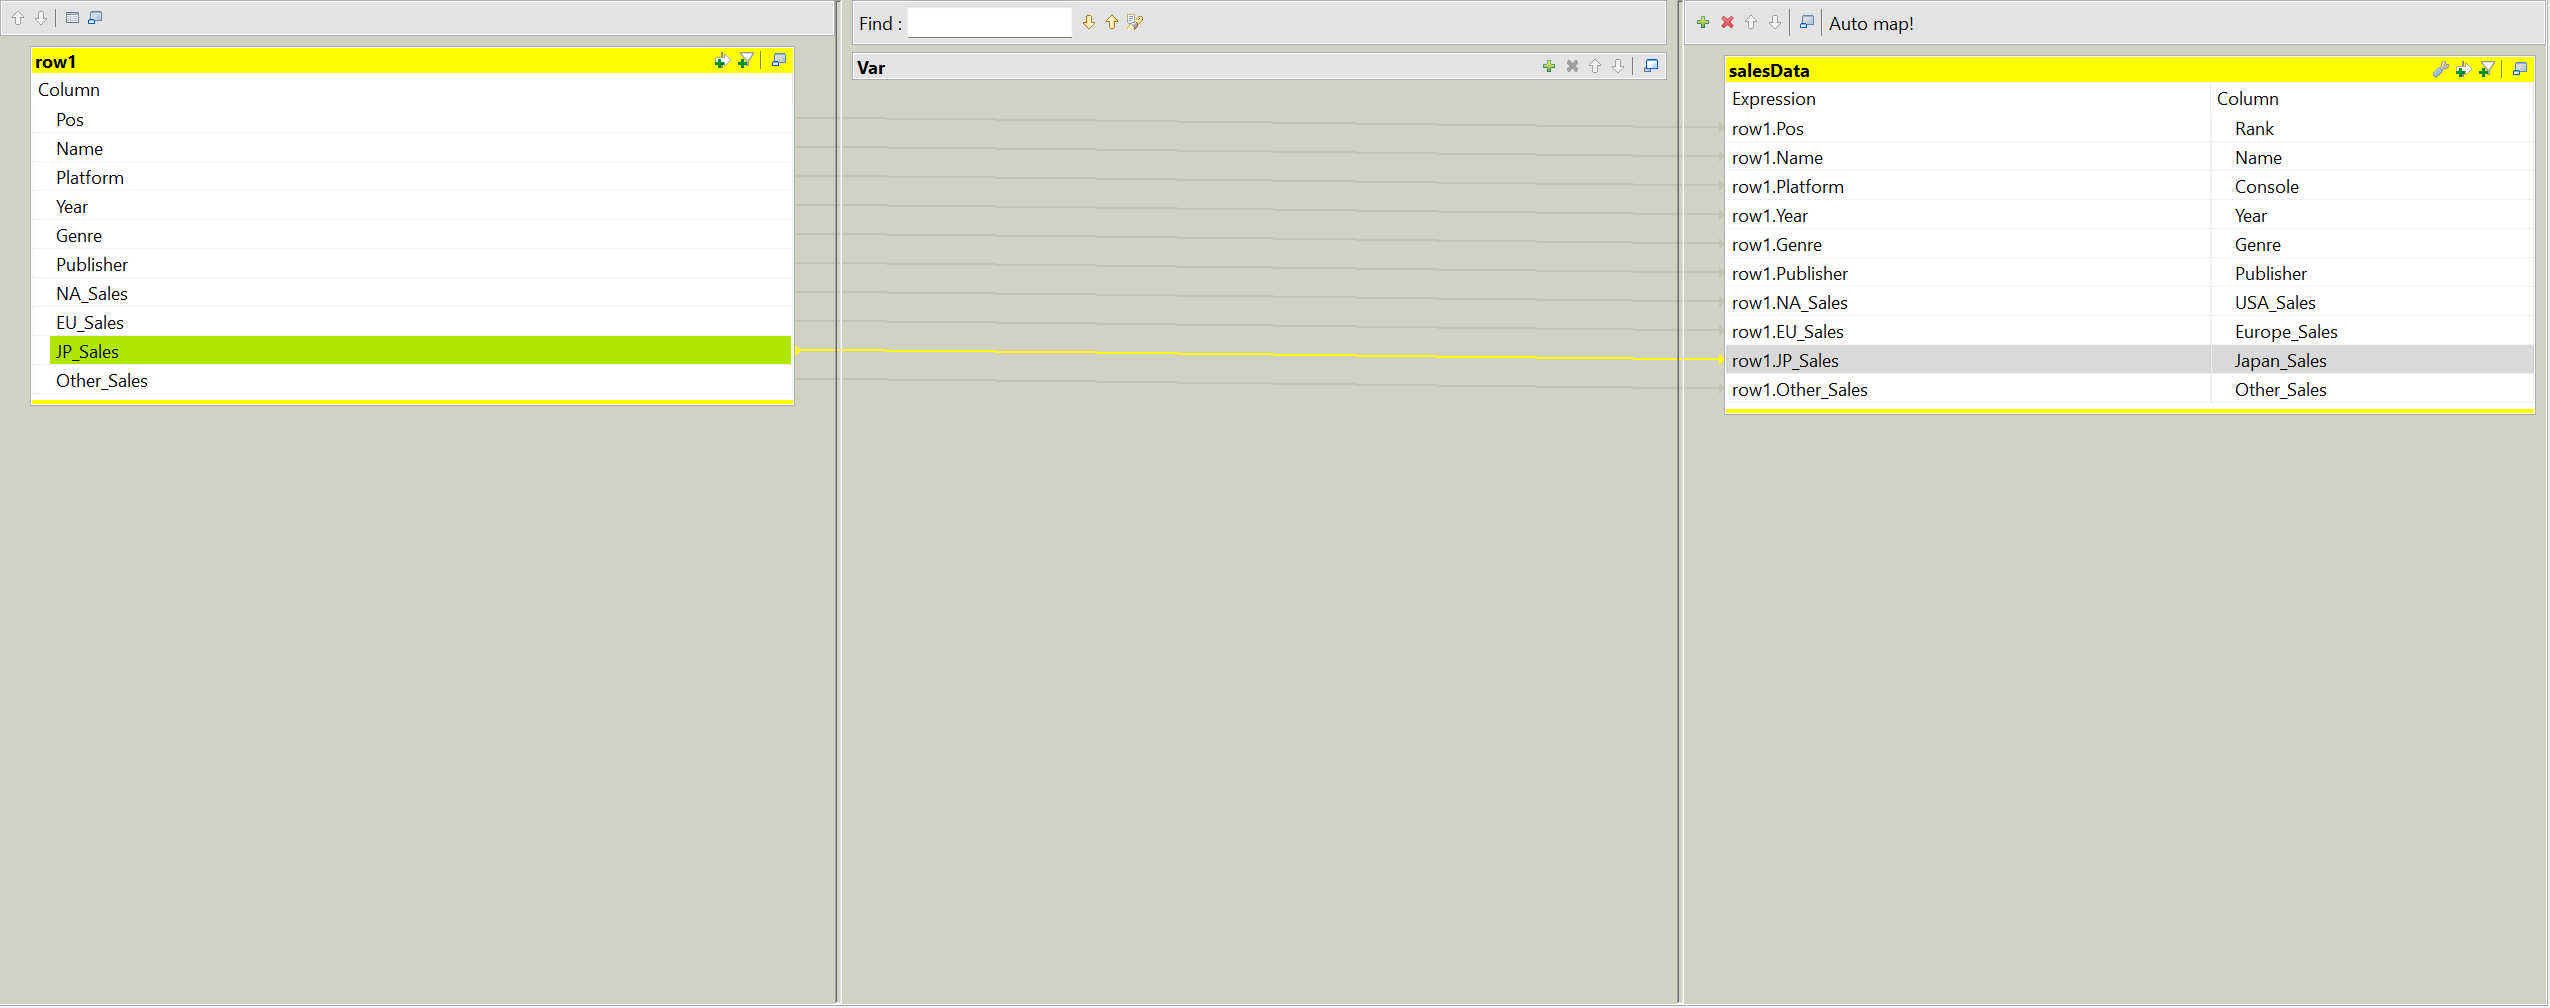 row1
Column
Pos
Name
Platform
Year
Genre
Publisher
NA_Sales
EU_Sales
JP_Sales
Other_Sales
Find :
Var
Auto map!
salesData
Expression Column
row1.Pos Rank
row1.Name Name
row1.Platform Console
row1.Year Year
row1.Genre Genre
row1.Publisher Publisher
row1.NA_Sales USA_Sales
row1.EU_Sales Europe_Sales
row1.JP_Sales Japan_Sales
row1.Other_Sales Other_Sales